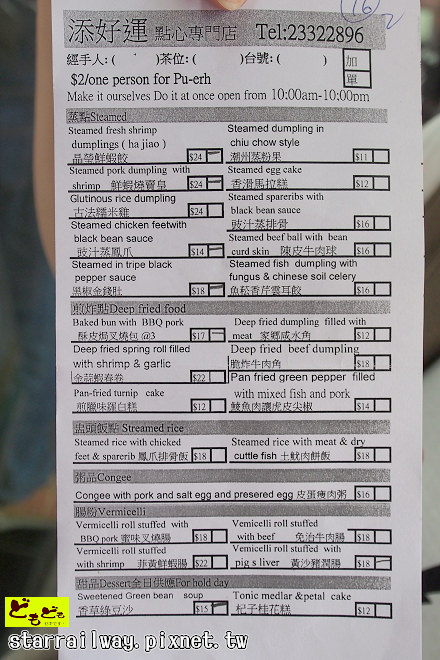 添好運 點心專門店 Tel:23322896
經手人:( )茶位:( )台號:( ) 加單
$2/one person for Pu-erh
Make it ourselves Do it at once open from 10:00am-10:00pm
蒸點Steamed
Steamed fresh shrimp
dumplings ( ha jiao )
晶瑩鮮蝦餃 $24
Steamed dumpling in
chiu chow style
潮州蒸粉果 $11
Steamed pork dumpling with
shrimp 鮮蝦燒賣皇 $24
Steamed egg cake
香滑馬拉糕 $12
Glutinous rice dumpling
古法糯米雞 $24
Steamed spareribs with
black bean sauce
豉汁蒸排骨 $16
Steamed chicken feetwith
black bean sauce
豉汁蒸鳳爪 $14
Steamed beef ball with bean
curd skin 陳皮牛肉球 $16
Steamed in tripe black
pepper sauce
黑椒金錢肚 $18
Steamed fish dumpling with
fungus & chinese soil celery
魚菘香芹雲耳餃 $16
煎炸點Deep fried food
Baked bun with BBQ pork
酥皮焗叉燒包 @3 $17
Deep fried dumpling filled with
meat 家鄉咸水角 $12
Deep fried spring roll filled
with shrimp & garlic
金蒜蝦春卷 $22
Deep fried beef dumpling
脆炸牛肉角 $18
Pan-fried turnip cake
煎臘味羅白糕 $12
Pan fried green pepper filled
with mixed fish and pork
鯪魚肉讓虎皮尖椒 $14
盅頭飯點 Streamed rice
Steamed rice with chicken
feet & sparerib 鳳爪排骨飯 $18
Steamed rice with meat & dry
cuttle fish 土魷肉餅飯 $18
粥品Congee
Congee with pork and salt egg and presered egg 皮蛋瘦肉粥 $16
腸粉Vermicelli
Vermicelli roll stuffed with
BBQ pork 蜜味叉燒腸 $18
Vemicelli roll stuffed
with beef 免治牛肉腸 $18
Vermicelli roll stuffed
with shrimp 菲黃鮮蝦腸 $22
Vemicelli roll stuffed with
pig s liver 黃沙豬潤腸 $18
甜品Dessert全日供應For hold day
Sweetened Green bean soup
香草綠豆沙 $15
Tonic medlar &petal cake
杞子桂花糕 $12
どもども
starrailway.pixnet.tw